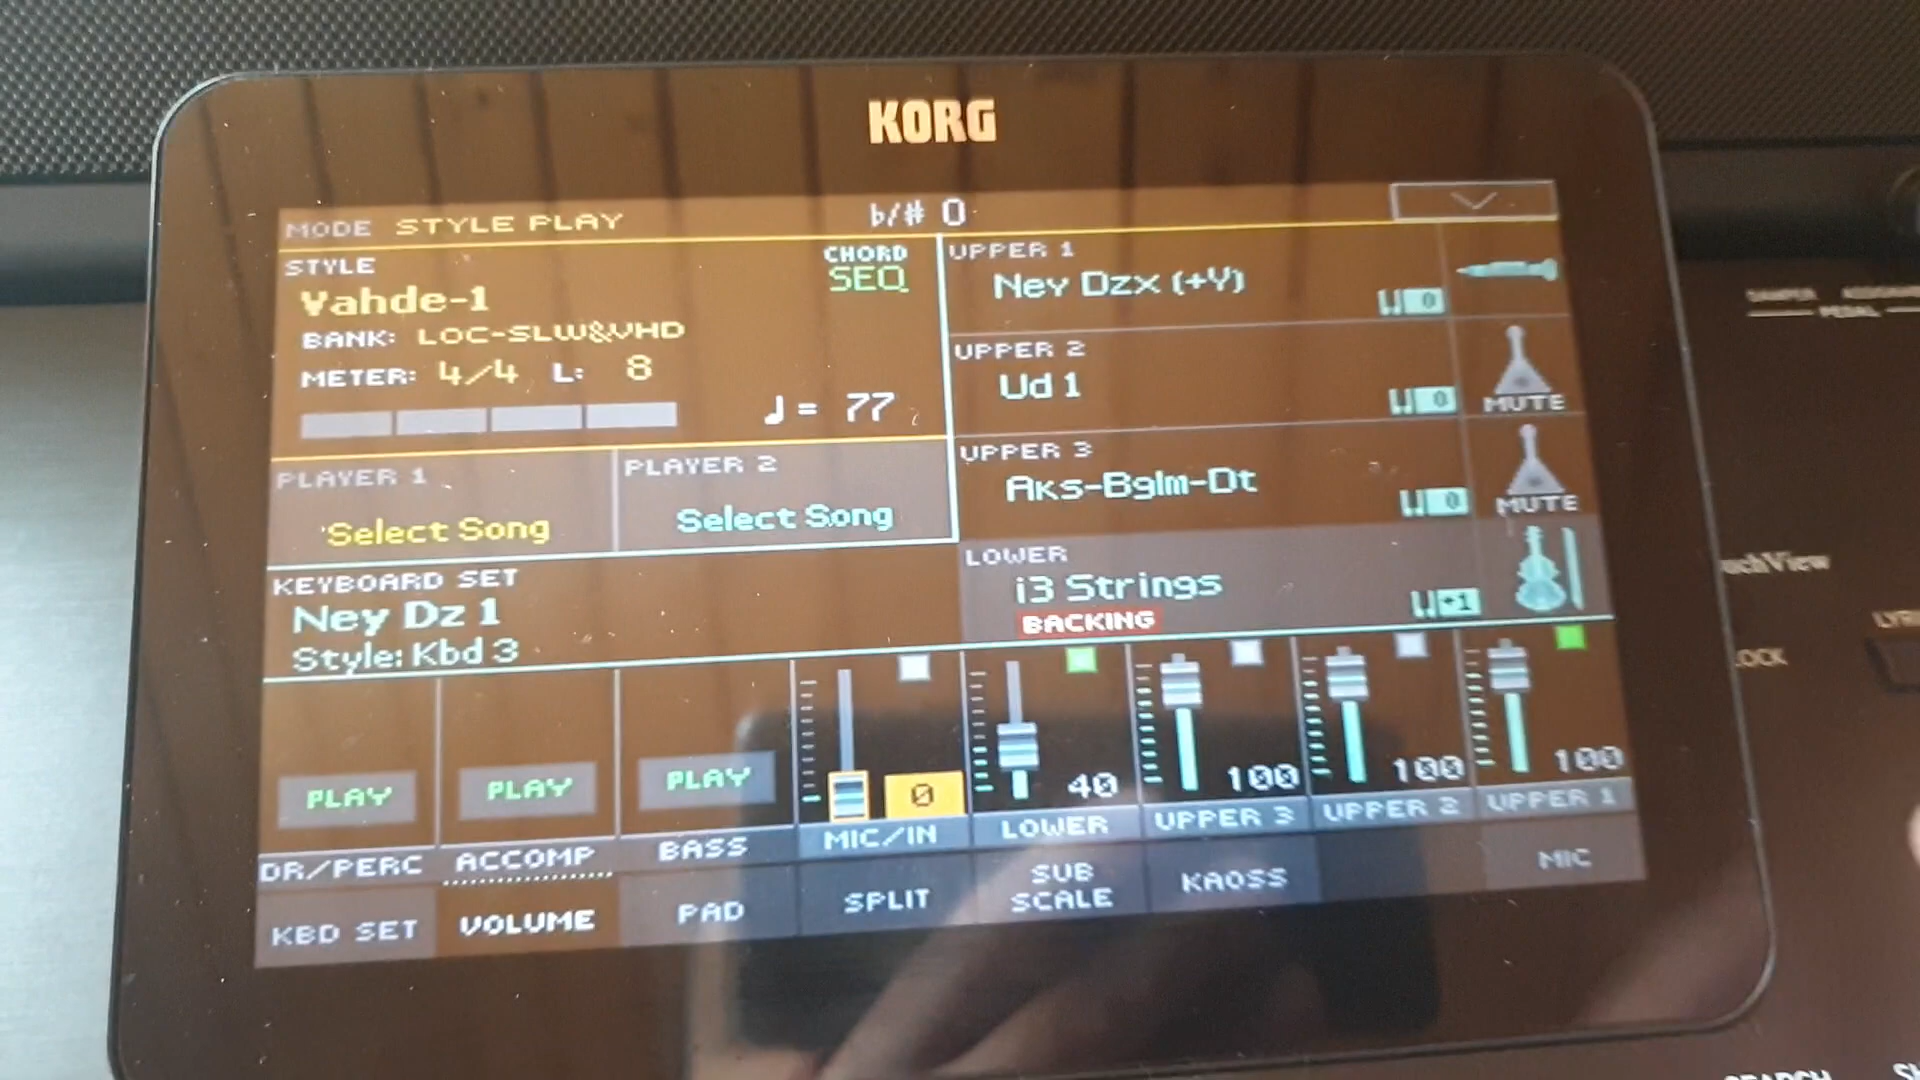 KORG
MODE STYLE PLAY
b/# 0
STYLE
CHORD
SEQ
Vahde-1
BANK: LOC-SLW&VHD
METER: 4/4 L: 8
♩ = 77
PLAYER 1
Select Song
PLAYER 2
Select Song
KEYBOARD SET
Ney Dz 1
Style: Kbd 3
UPPER 1
Ney Dzx (+Y)
0
UPPER 2
Ud 1
0
MUTE
UPPER 3
Aks-Bglm-Dt
0
MUTE
LOWER
i3 Strings
BACKING
+1
PLAY
PLAY
PLAY
0
40
100
100
100
DR/PERC
ACCOMP
BASS
MIC/IN
LOWER
UPPER 3
UPPER 2
UPPER 1
KBD SET
VOLUME
PAD
SPLIT
SUB
SCALE
KAOSS
MIC
PEDAL
uchView
OCK
SEARCH